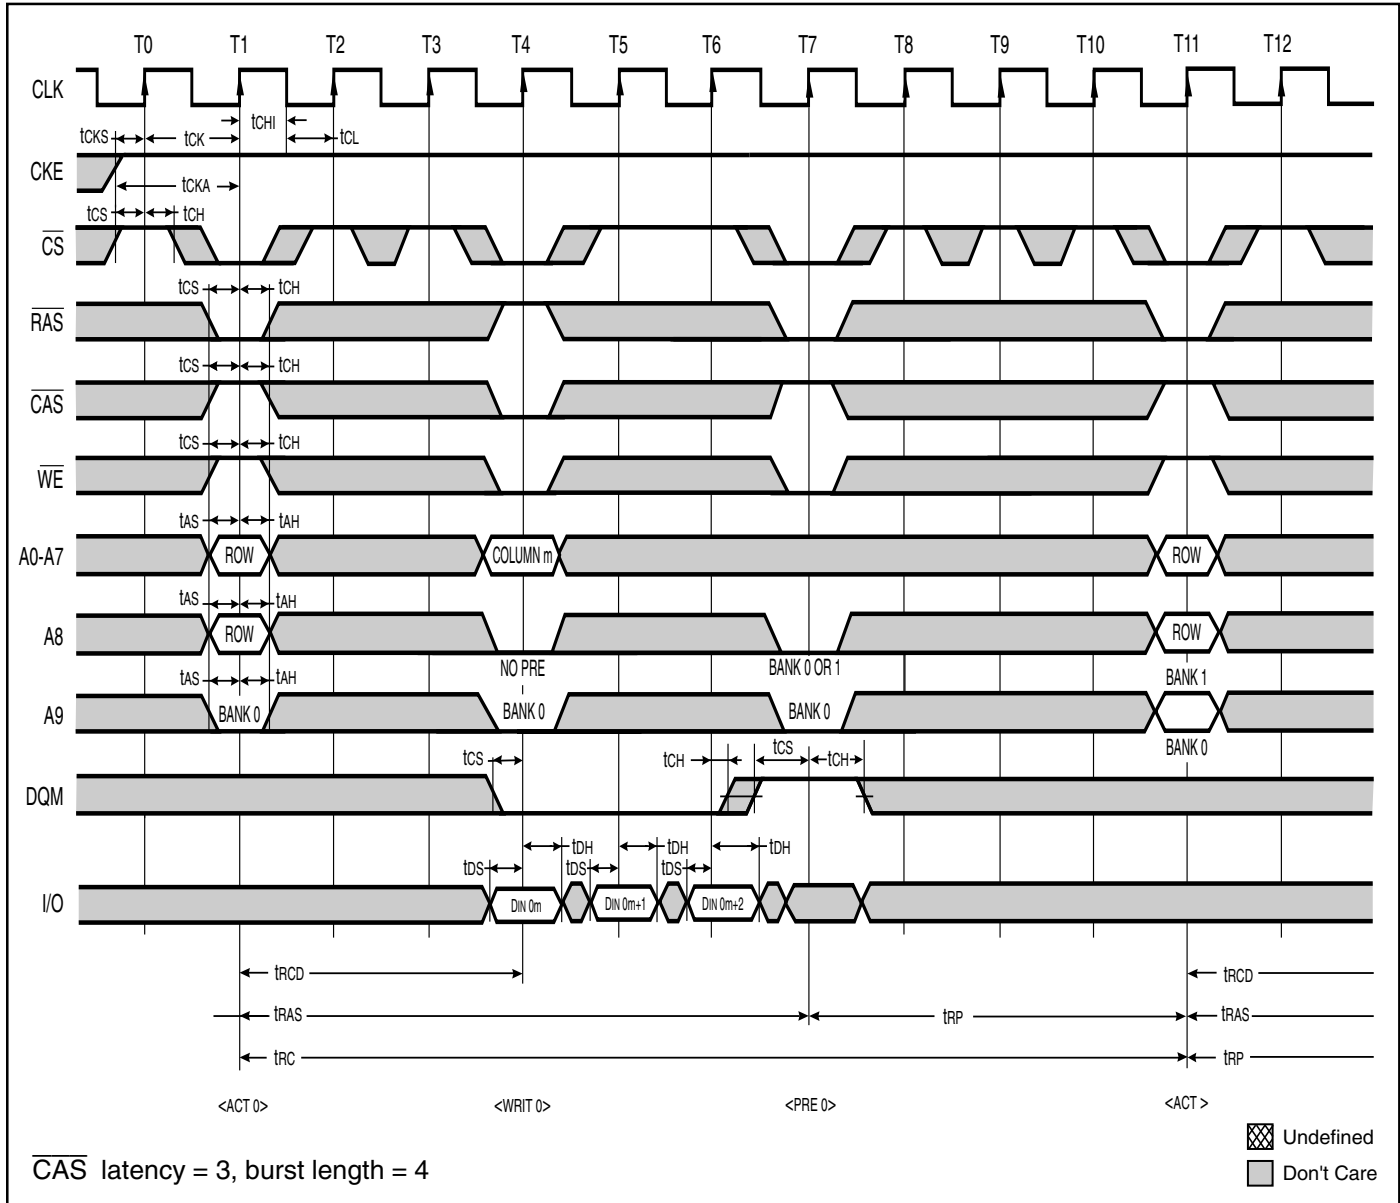 T0 T1 T2 T3 T4 T5 T6 T7 T8 T9 T10 T11 T12
CLK
tCHI
tCKS tCK tCL
CKE
tCKA
tCS tCH
CS
tCS tCH
RAS
tCS tCH
CAS
tCS tCH
WE
tAS tAH
A0-A7 ROW COLUMN m ROW
tAS tAH
A8 ROW ROW
NO PRE BANK 0 OR 1 BANK 1
tAS tAH
A9 BANK 0 BANK 0 BANK 0
BANK 0
tCS tCH tCS tCH
DQM
tDH tDH tDH
tDS tDS tDS
I/O DIN 0m DIN 0m+1 DIN 0m+2
tRCD tRCD
tRAS tRP tRAS
tRC tRP
<ACT 0> <WRIT 0> <PRE 0> <ACT >
Undefined
CAS latency = 3, burst length = 4
Don't Care